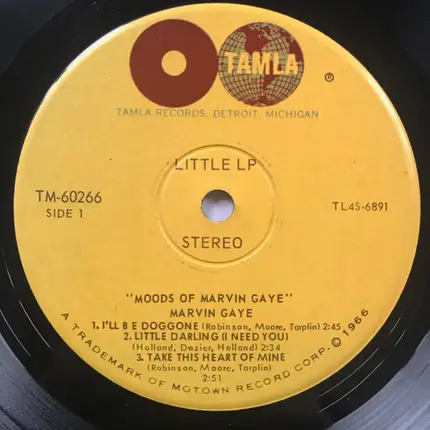 TAMLA
®
TAMLA RECORDS, DETROIT, MICHIGAN
LITTLE LP
TM-60266
SIDE 1
TL4S-6891
STEREO
"MOODS OF MARVIN GAYE"
MARVIN GAYE
1. I'LL BE DOGGONE (Robinson, Moore, Tarplin) 2:45
2. LITTLE DARLING (I NEED YOU)
(Holland, Dozier, Holland) 2:34
3. TAKE THIS HEART OF MINE
(Robinson, Moore, Tarplin)
2:51
A TRADEMARK OF MOTOWN RECORD CORP. © 1966